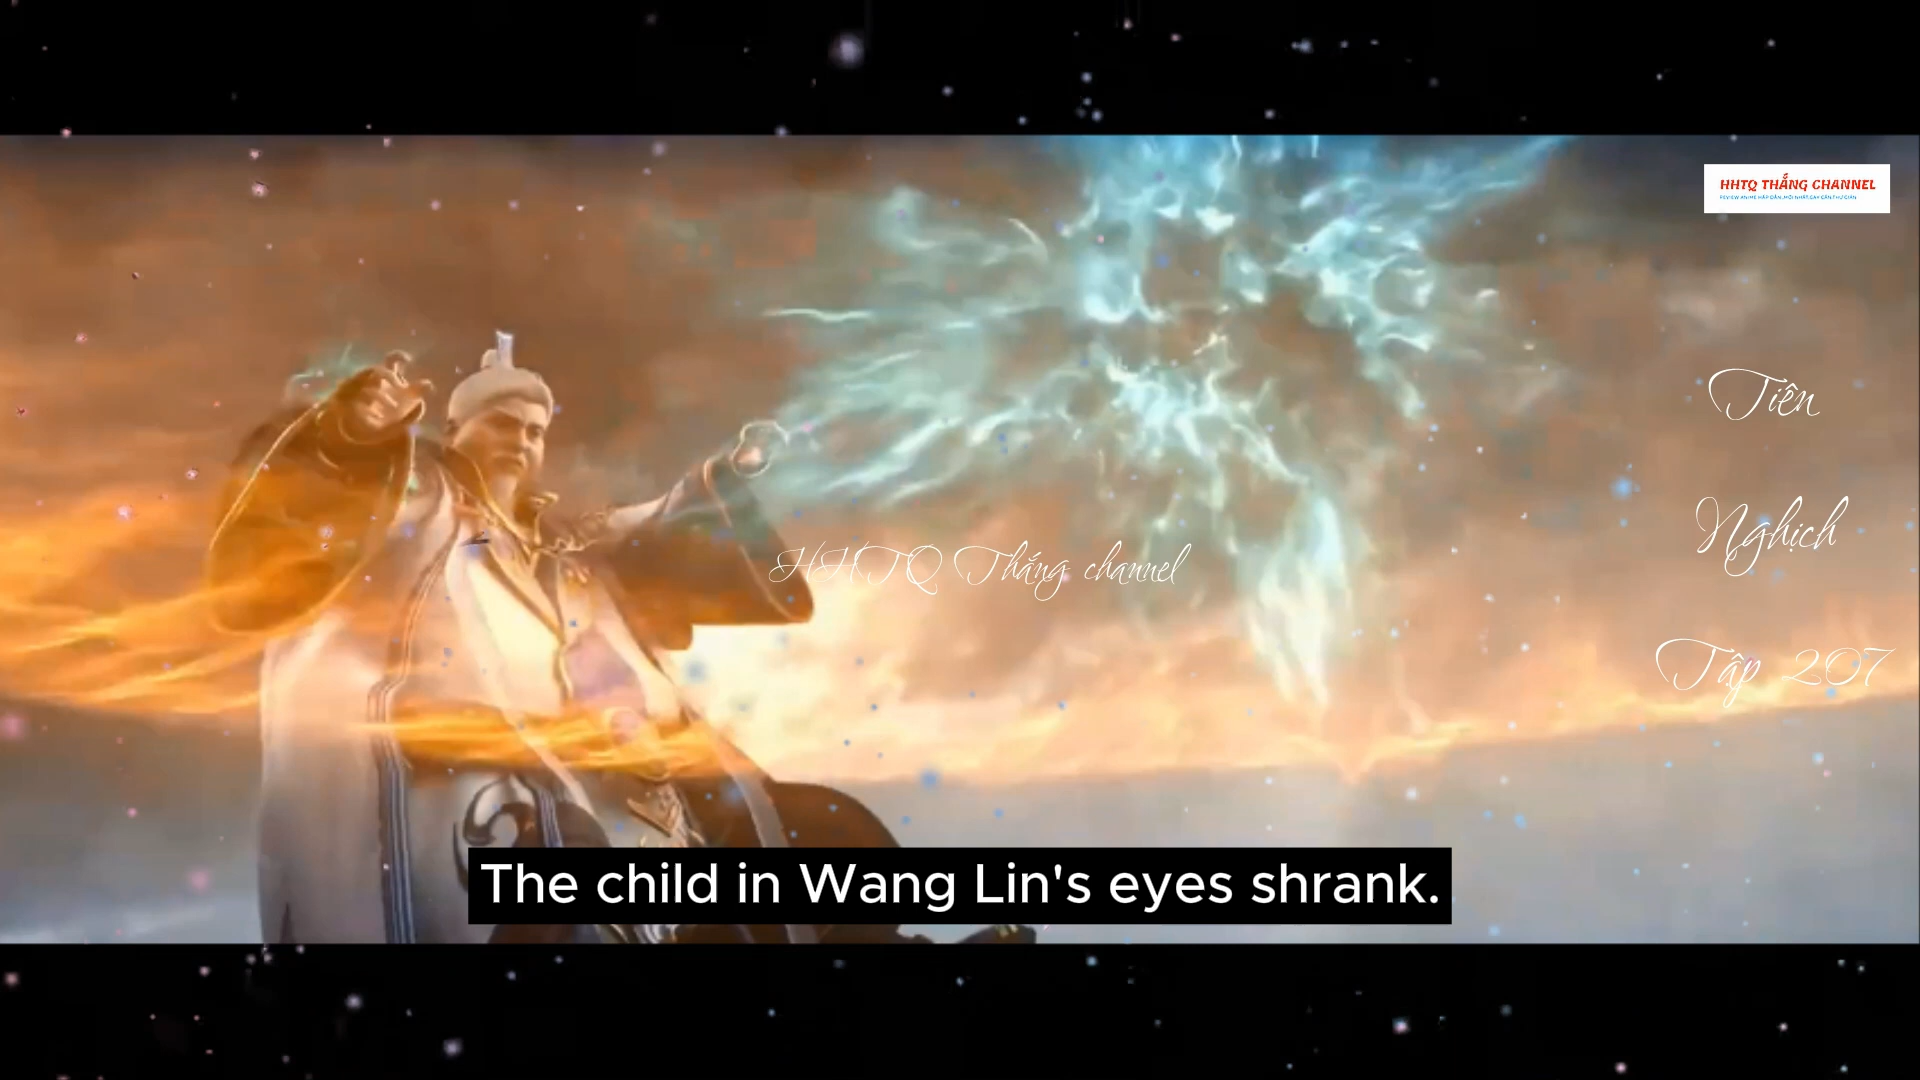 HHTQ THẮNG CHANNEL
Tiên
Nghịch
HHTQ Thắng channel
Tập 207
The child in Wang Lin's eyes shrank.